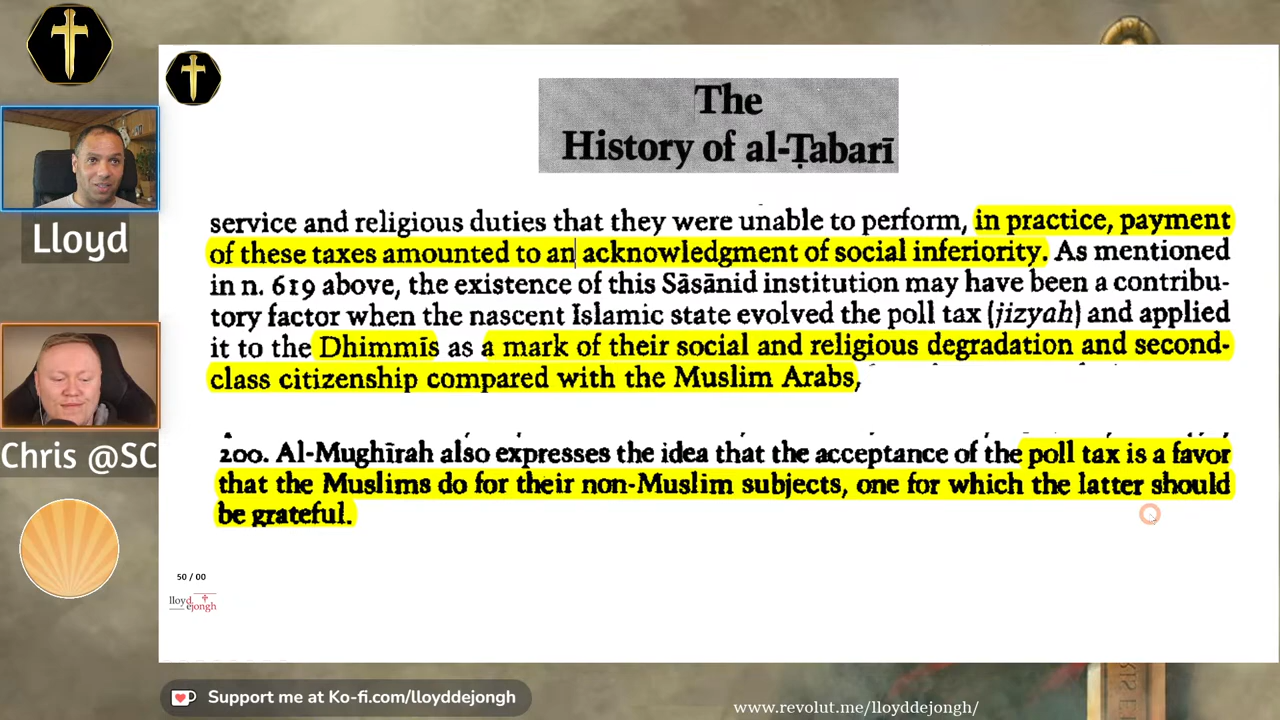 The
History of al-Ṭabarī
service and religious duties that they were unable to perform, in practice, payment
of these taxes amounted to an acknowledgment of social inferiority. As mentioned
in n. 619 above, the existence of this Sāsānid institution may have been a contribu-
tory factor when the nascent Islamic state evolved the poll tax (jizyah) and applied
it to the Dhimmīs as a mark of their social and religious degradation and second-
class citizenship compared with the Muslim Arabs,
200. Al-Mughīrah also expresses the idea that the acceptance of the poll tax is a favor
that the Muslims do for their non-Muslim subjects, one for which the latter should
be grateful.
Lloyd
Chris @SC
50 / 00
lloyd
ejongh
Support me at Ko-fi.com/lloyddejongh
www.revolut.me/lloyddejongh/